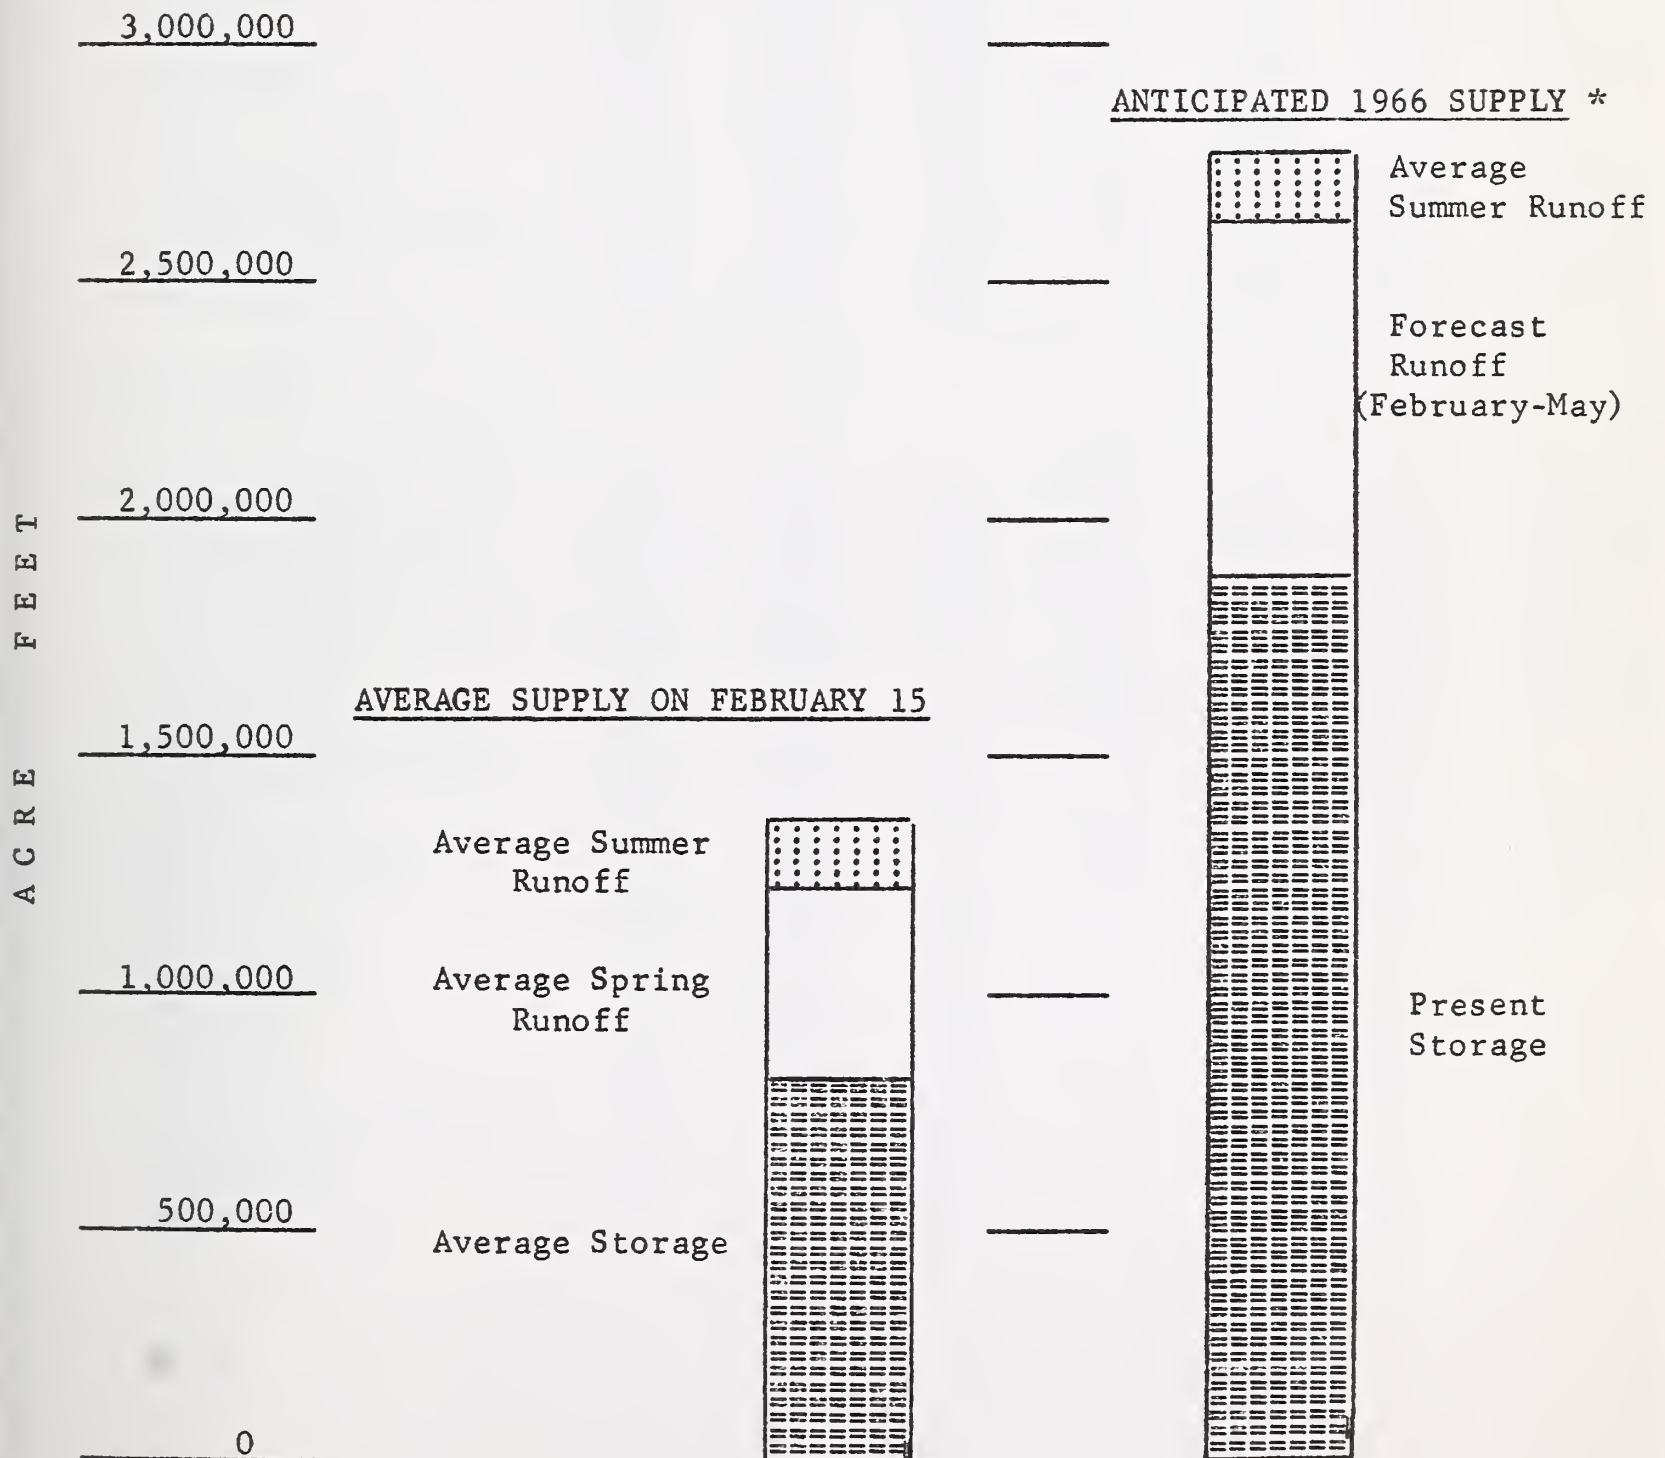 3,000,000
ANTICIPATED 1966 SUPPLY *
Average
Summer Runoff
2,500,000
Forecast
Runoff
(February-May)
2,000,000
ACRE FEET
AVERAGE SUPPLY ON FEBRUARY 15
1,500,000
Average Summer
Runoff
1,000,000
Average Spring
Runoff
Present
Storage
500,000
Average Storage
0